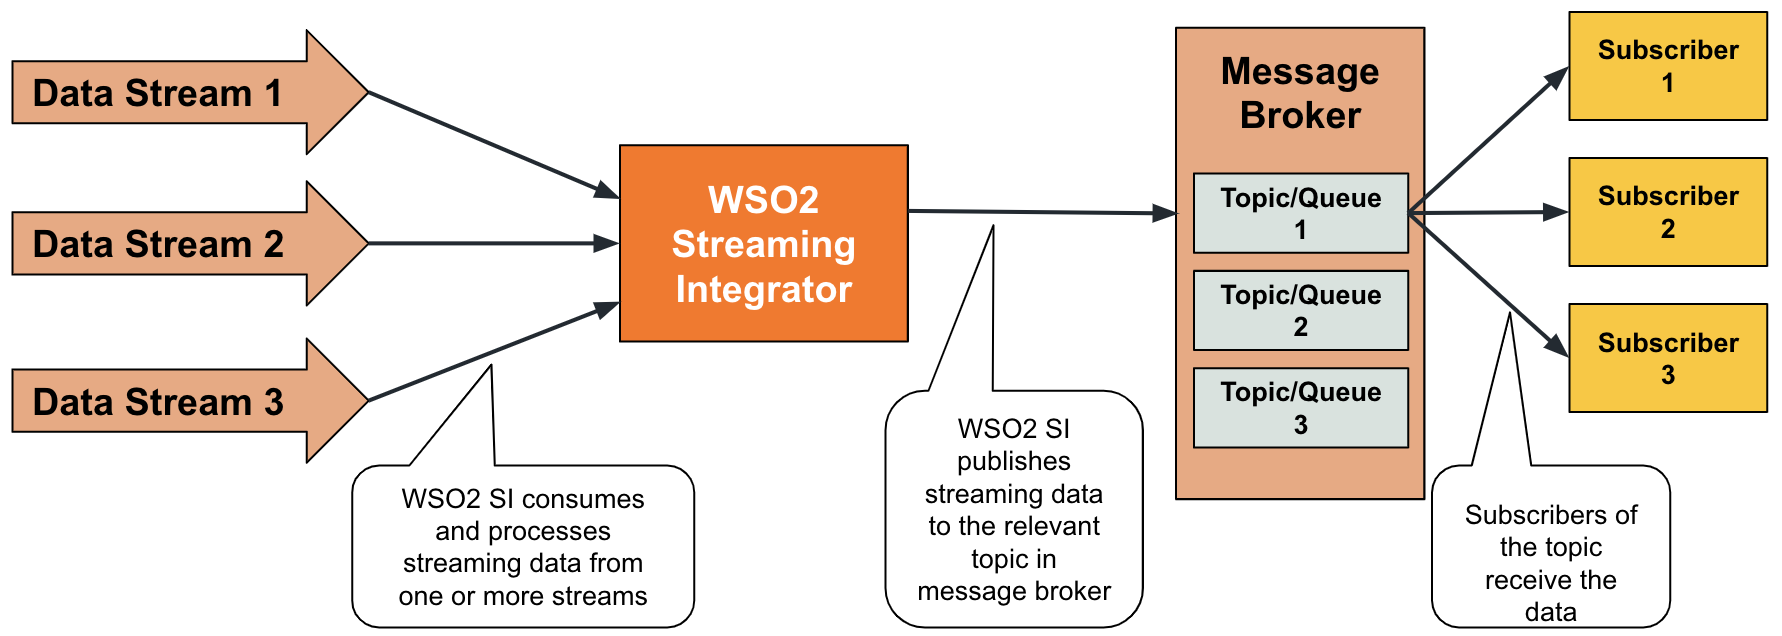 Data Stream 1
Data Stream 2
Data Stream 3
WSO2 SI consumes
and processes
streaming data from
one or more streams
WSO2
Streaming
Integrator
WSO2 SI
publishes
streaming data
to the relevant
topic in
message broker
Message
Broker
Topic/Queue
1
Topic/Queue
2
Topic/Queue
3
Subscriber
1
Subscriber
2
Subscriber
3
Subscribers of
the topic
receive the
data